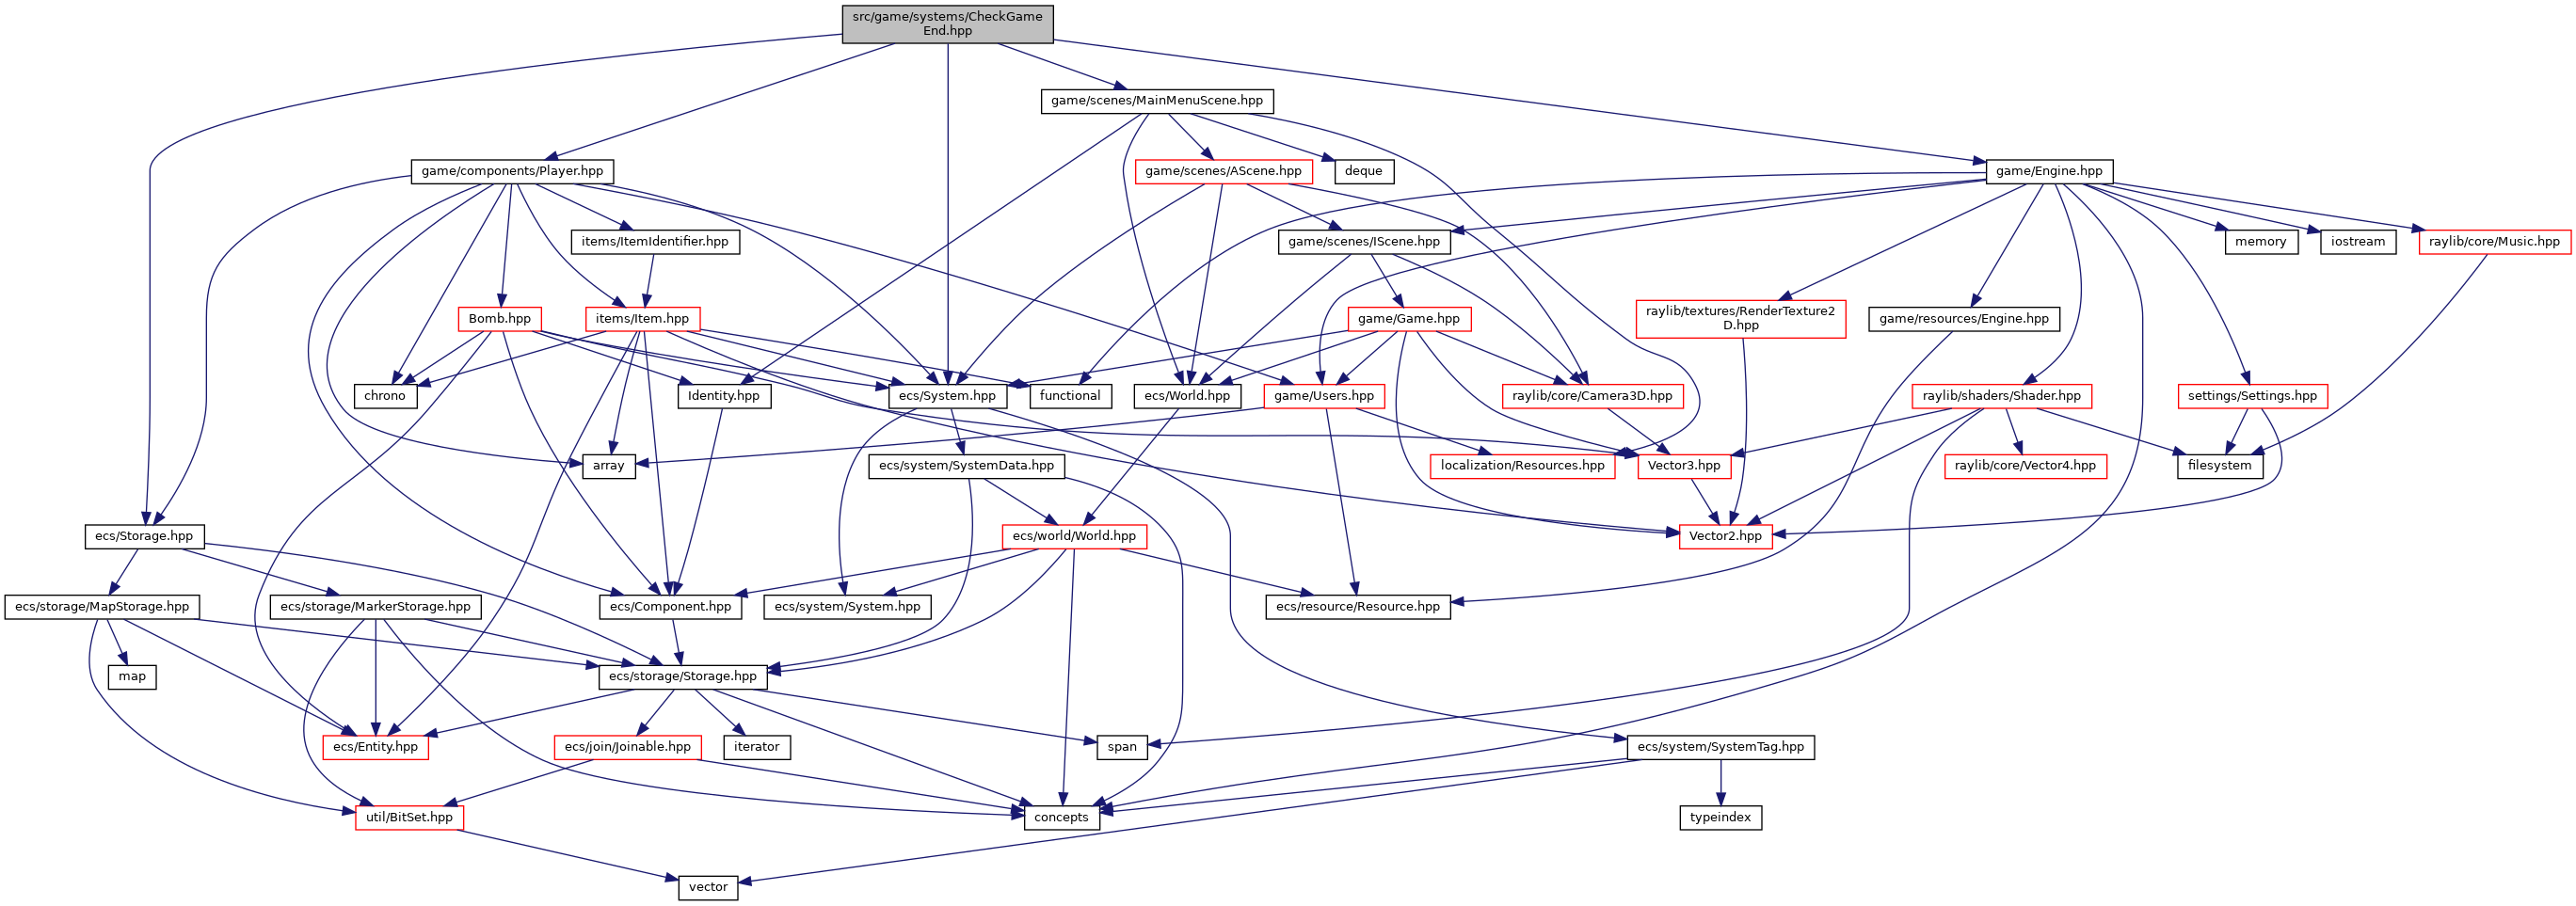 src/game/systems/CheckGame
End.hpp
game/scenes/MainMenuScene.hpp
game/components/Player.hpp
game/scenes/AScene.hpp
deque
game/Engine.hpp
items/ItemIdentifier.hpp
game/scenes/IScene.hpp
memory
iostream
raylib/core/Music.hpp
Bomb.hpp
items/Item.hpp
game/Game.hpp
raylib/textures/RenderTexture2
D.hpp
game/resources/Engine.hpp
chrono
Identity.hpp
ecs/System.hpp
functional
ecs/World.hpp
game/Users.hpp
raylib/core/Camera3D.hpp
raylib/shaders/Shader.hpp
settings/Settings.hpp
array
ecs/system/SystemData.hpp
localization/Resources.hpp
Vector3.hpp
raylib/core/Vector4.hpp
filesystem
ecs/Storage.hpp
ecs/world/World.hpp
Vector2.hpp
ecs/storage/MapStorage.hpp
ecs/storage/MarkerStorage.hpp
ecs/Component.hpp
ecs/system/System.hpp
ecs/resource/Resource.hpp
map
ecs/storage/Storage.hpp
ecs/Entity.hpp
ecs/join/Joinable.hpp
iterator
span
ecs/system/SystemTag.hpp
util/BitSet.hpp
concepts
typeindex
vector